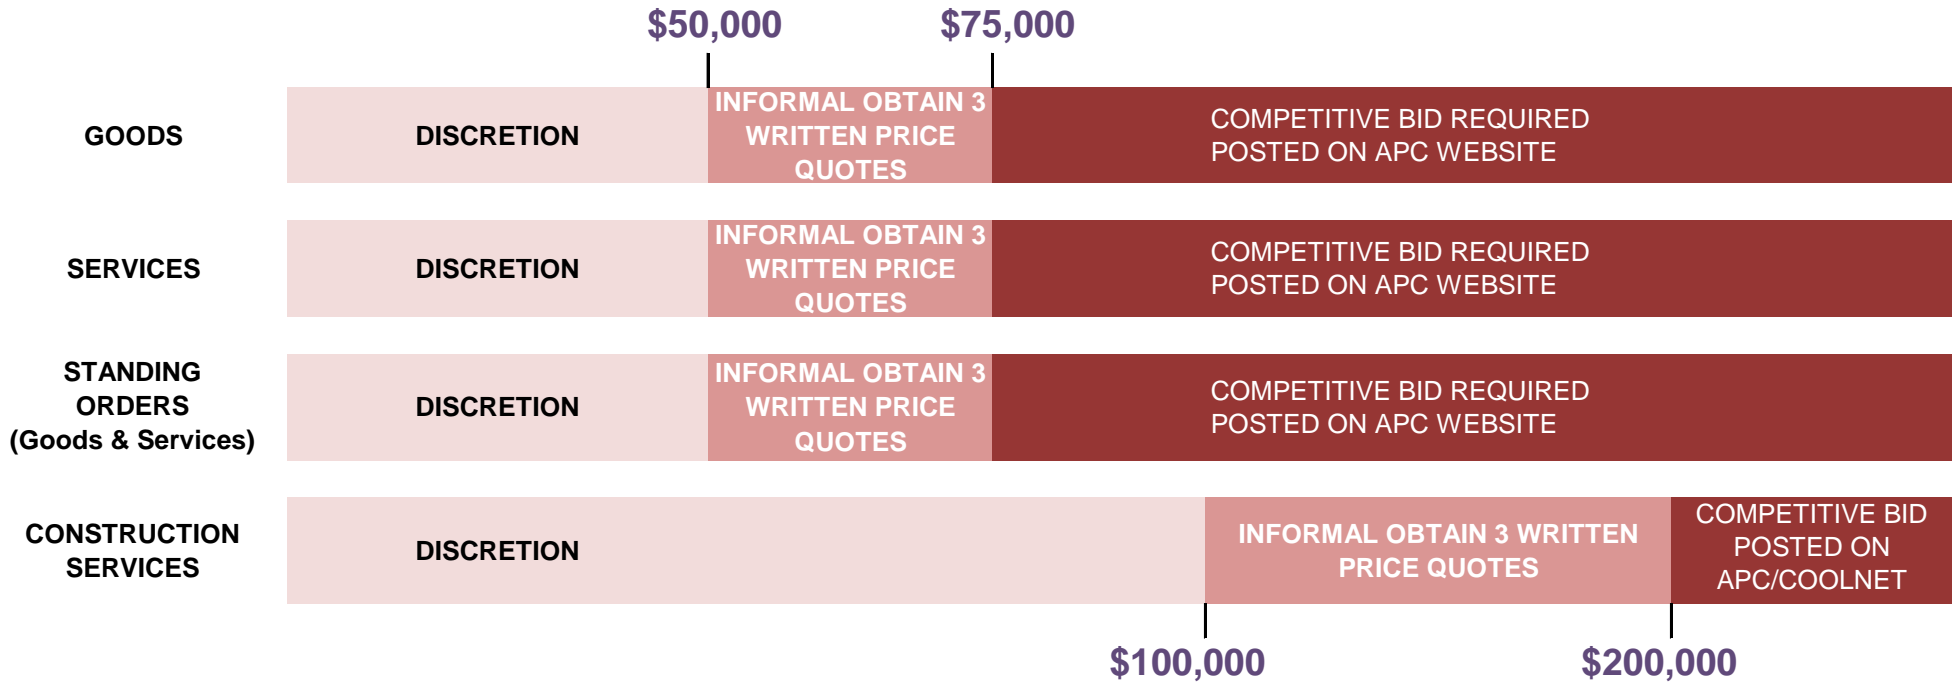 $50,000
$75,000
GOODS
DISCRETION
INFORMAL OBTAIN 3
WRITTEN PRICE
QUOTES
COMPETITIVE BID REQUIRED
POSTED ON APC WEBSITE
SERVICES
DISCRETION
INFORMAL OBTAIN 3
WRITTEN PRICE
QUOTES
COMPETITIVE BID REQUIRED
POSTED ON APC WEBSITE
STANDING
ORDERS
(Goods & Services)
DISCRETION
INFORMAL OBTAIN 3
WRITTEN PRICE
QUOTES
COMPETITIVE BID REQUIRED
POSTED ON APC WEBSITE
CONSTRUCTION
SERVICES
DISCRETION
INFORMAL OBTAIN 3 WRITTEN
PRICE QUOTES
COMPETITIVE BID
POSTED ON
APC/COOLNET
$100,000
$200,000